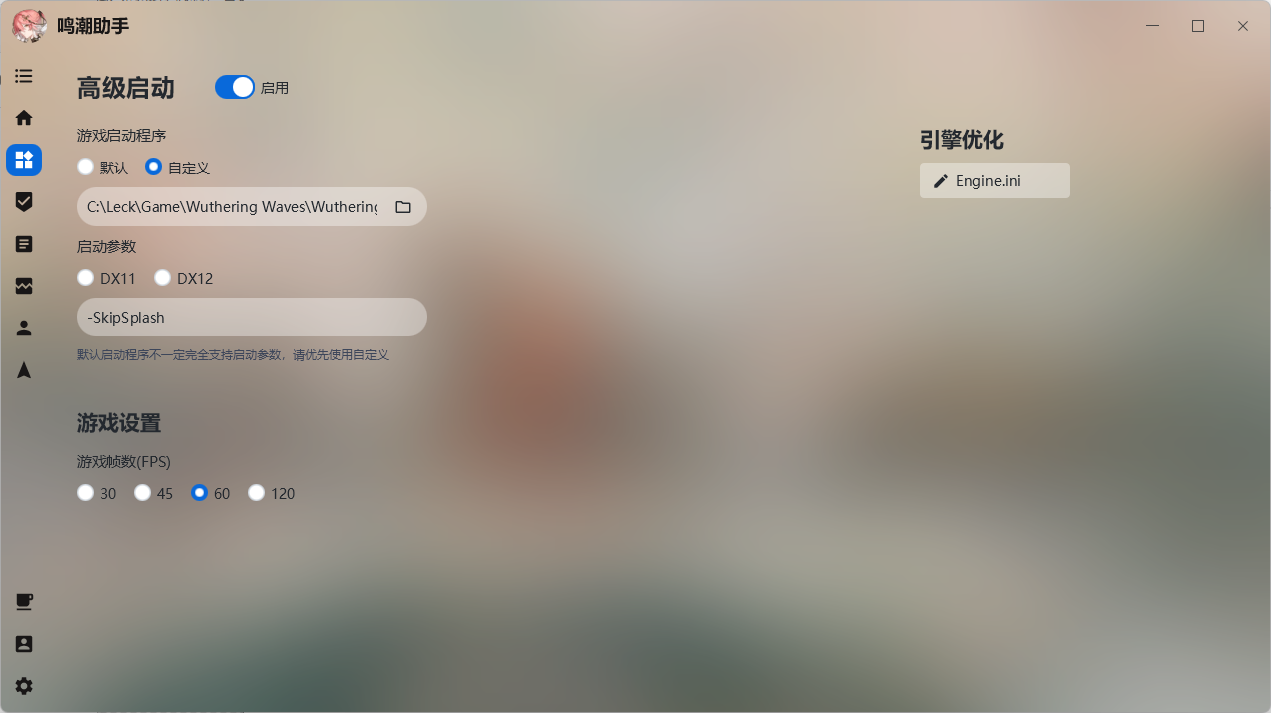 鸣潮助手
高级启动
启用
游戏启动程序
默认
自定义
C:\Leck\Game\Wuthering Waves\Wuthering
启动参数
DX11
DX12
-SkipSplash
默认启动程序不一定完全支持启动参数，请优先使用自定义
游戏设置
游戏帧数(FPS)
30
45
60
120
引擎优化
Engine.ini